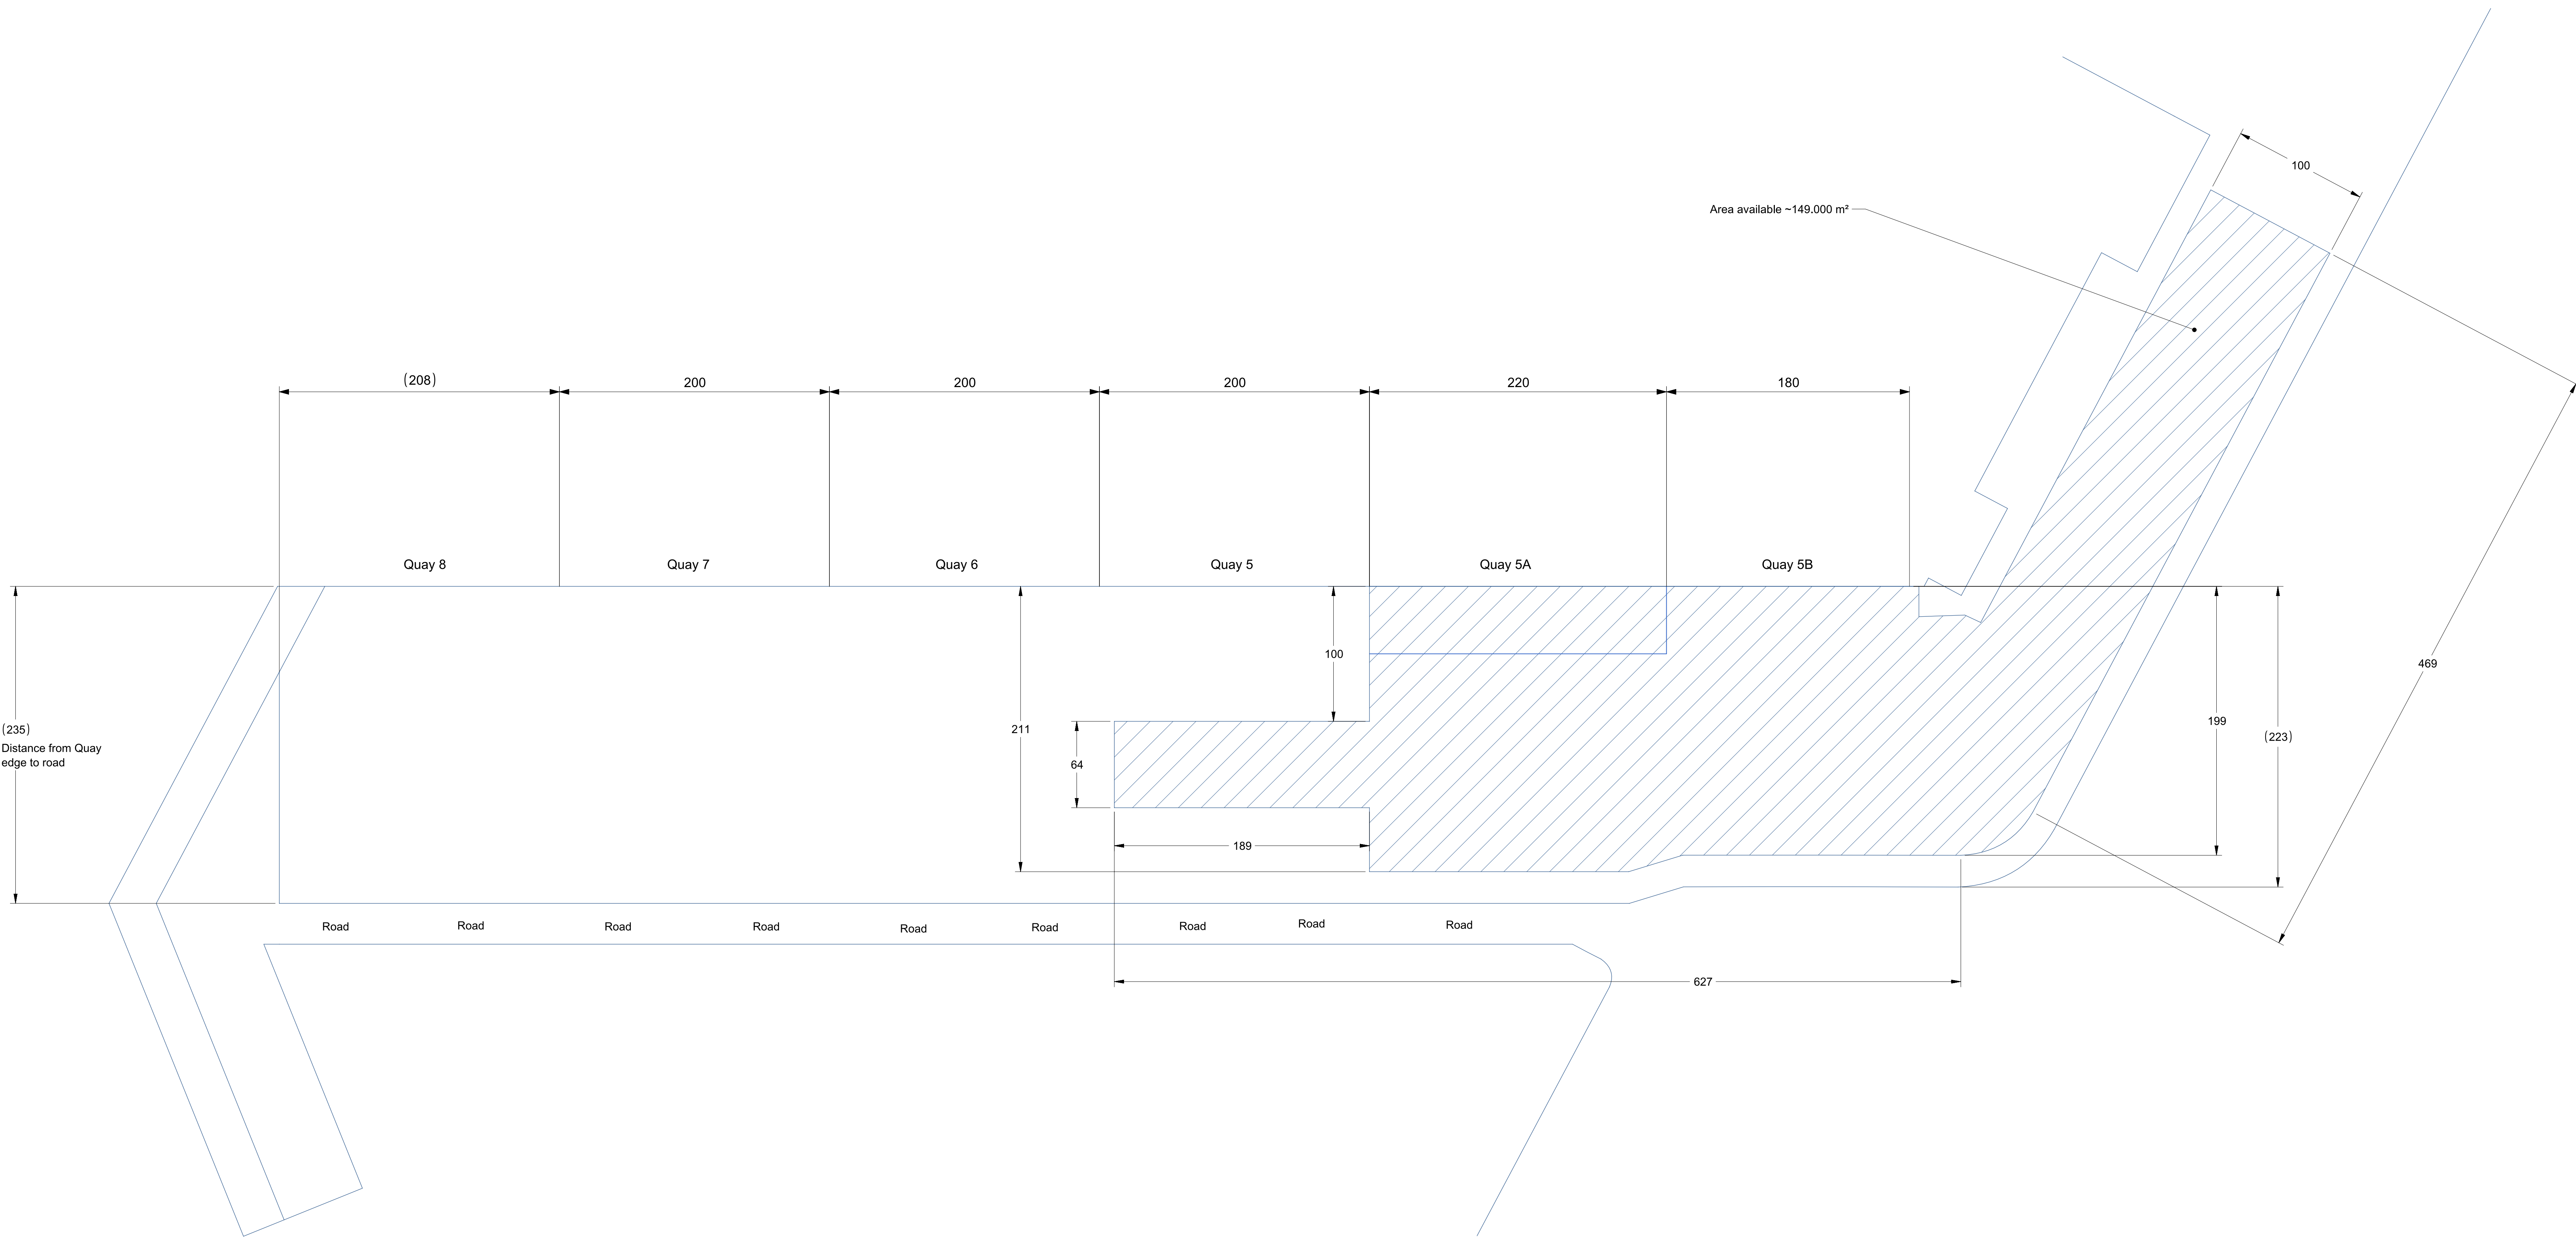 100
Area available ~149.000 m²
(208)
200
200
200
220
180
Quay 8
Quay 7
Quay 6
Quay 5
Quay 5A
Quay 5B
100
469
199
(223)
(235)
Distance from Quay
edge to road
211
64
189
Road
Road
Road
Road
Road
Road
Road
Road
Road
627